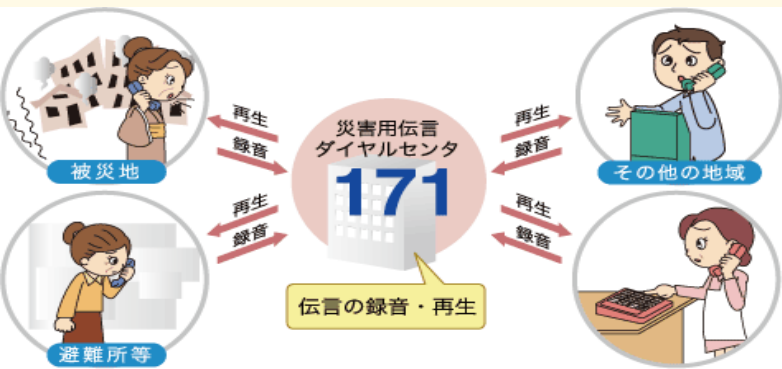 再生
録音
被災地
災害用伝言
ダイヤルセンタ
171
再生
録音
その他の地域
再生
録音
避難所等
伝言の録音・再生
再生
録音